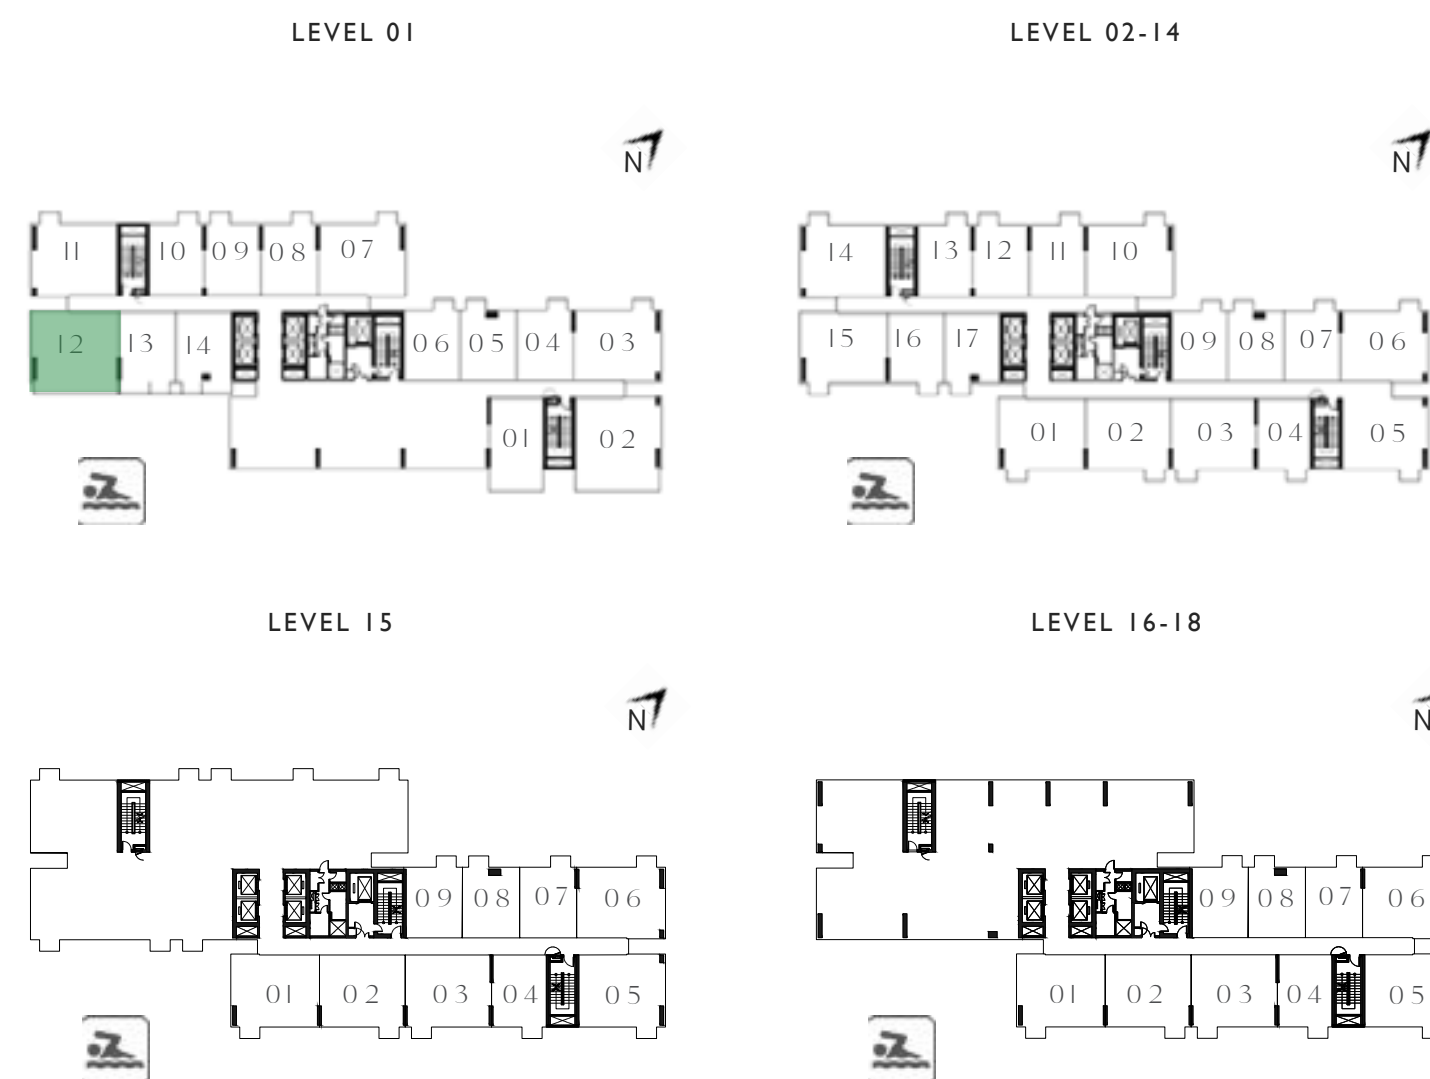 LEVEL 01
LEVEL 02-14
N
N
11 10 09 08 07
14 13 12 11 10
12 13 14 06 05 04 03
15 16 17 09 08 07 06
01 02
01 02 03 04 05
LEVEL 15
LEVEL 16-18
N
N
09 08 07 06
09 08 07 06
01 02 03 04 05
01 02 03 04 05